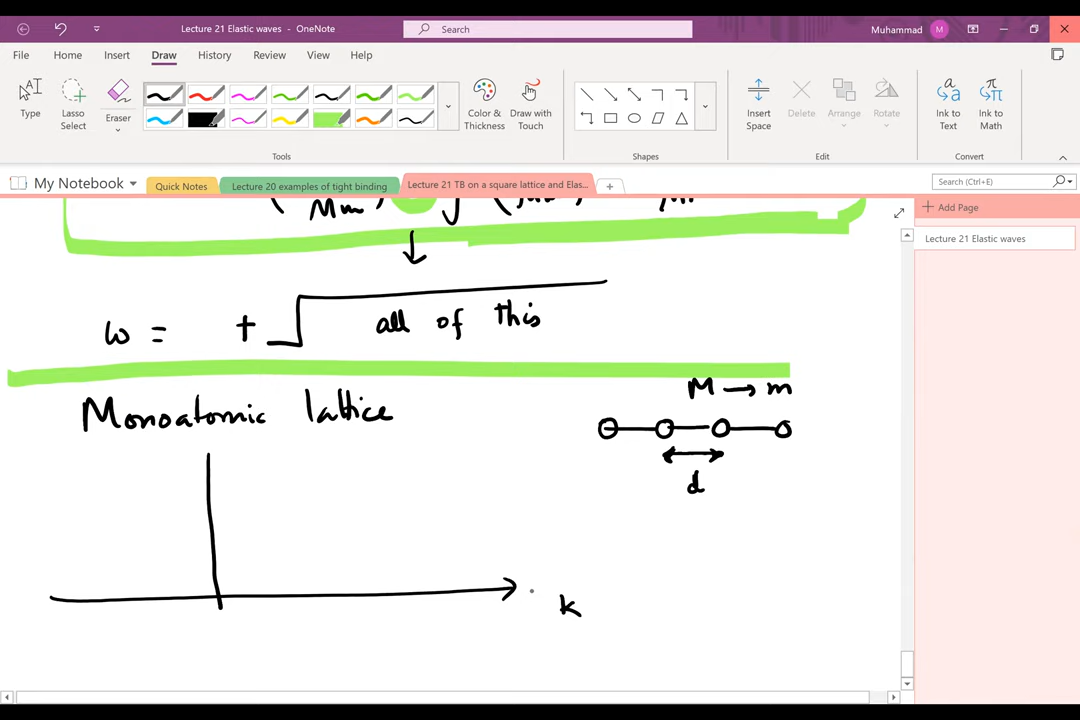 Lecture 21 Elastic waves - OneNote
Search
Muhammad
M
File Home Insert Draw History Review View Help
Type
Lasso Select
Eraser
Color & Thickness
Draw with Touch
Insert Space
Delete
Arrange
Rotate
Ink to Text
Ink to Math
Tools Shapes Edit Convert
My Notebook
Quick Notes
Lecture 20 examples of tight binding
Lecture 21 TB on a square lattice and Elas...
Search (Ctrl+E)
Add Page
Lecture 21 Elastic waves
Mm
ω = + √ all of this
Monoatomic lattice
M → m
d
k